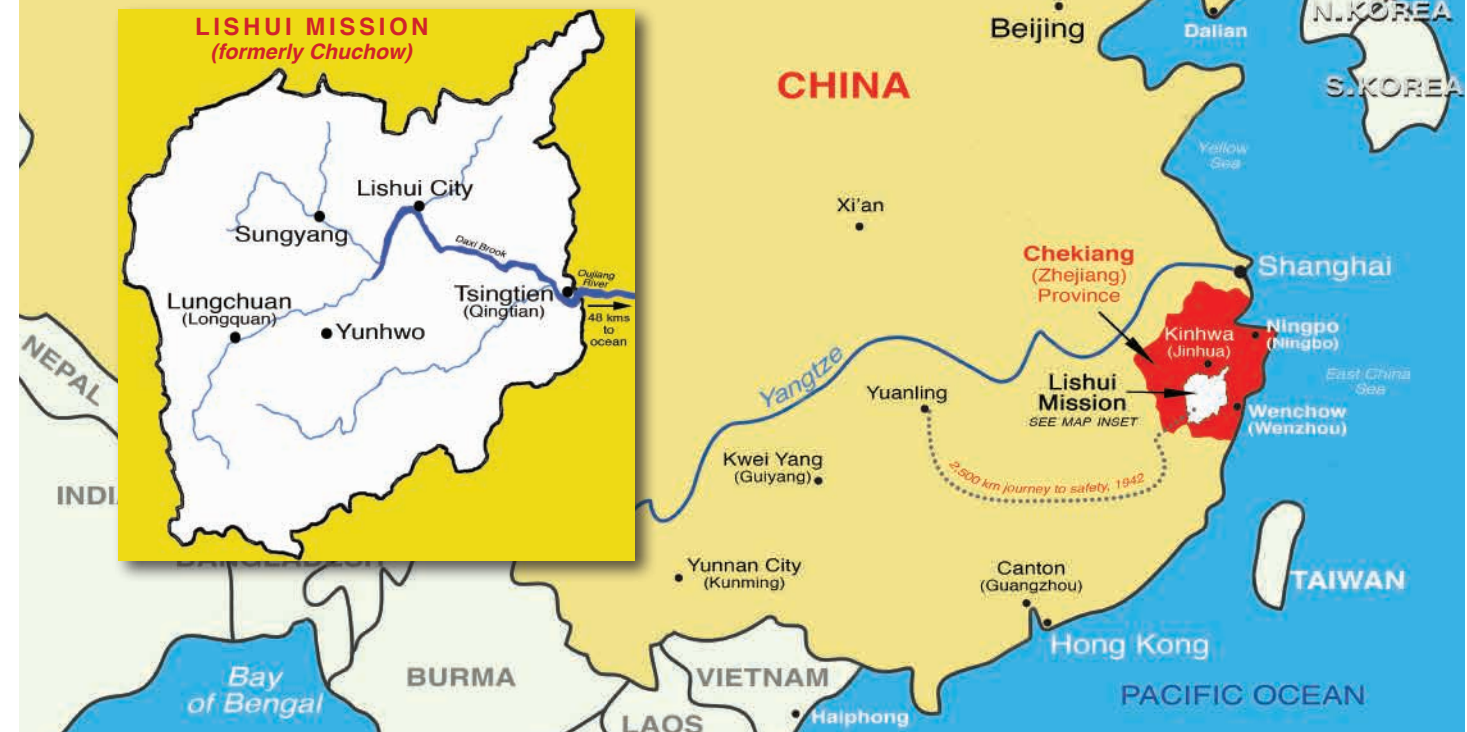 LISHUI MISSION
(formerly Chuchow)
Lishui City
Sungyang
Daxi Brook
Oujiang
River
Tsingtien
(Qingtian)
48 kms
to
ocean
Lungchuan
(Longquan)
Yunhwo
Beijing
Dalian
N.KOREA
S.KOREA
CHINA
Yellow
Sea
Xi'an
Chekiang
(Zhejiang)
Province
Shanghai
Kinhwa
(Jinhua)
Ningpo
(Ningbo)
East China
Sea
Lishui
Mission
SEE MAP INSET
Wenchow
(Wenzhou)
Yangtze
Yuanling
2,500 km journey to safety, 1942
Kwei Yang
(Guiyang)
NEPAL
INDI
BANGLADESH
Yunnan City
(Kunming)
Canton
(Guangzhou)
TAIWAN
Hong Kong
BURMA
VIETNAM
LAOS
Haiphong
Bay
of Bengal
PACIFIC OCEAN